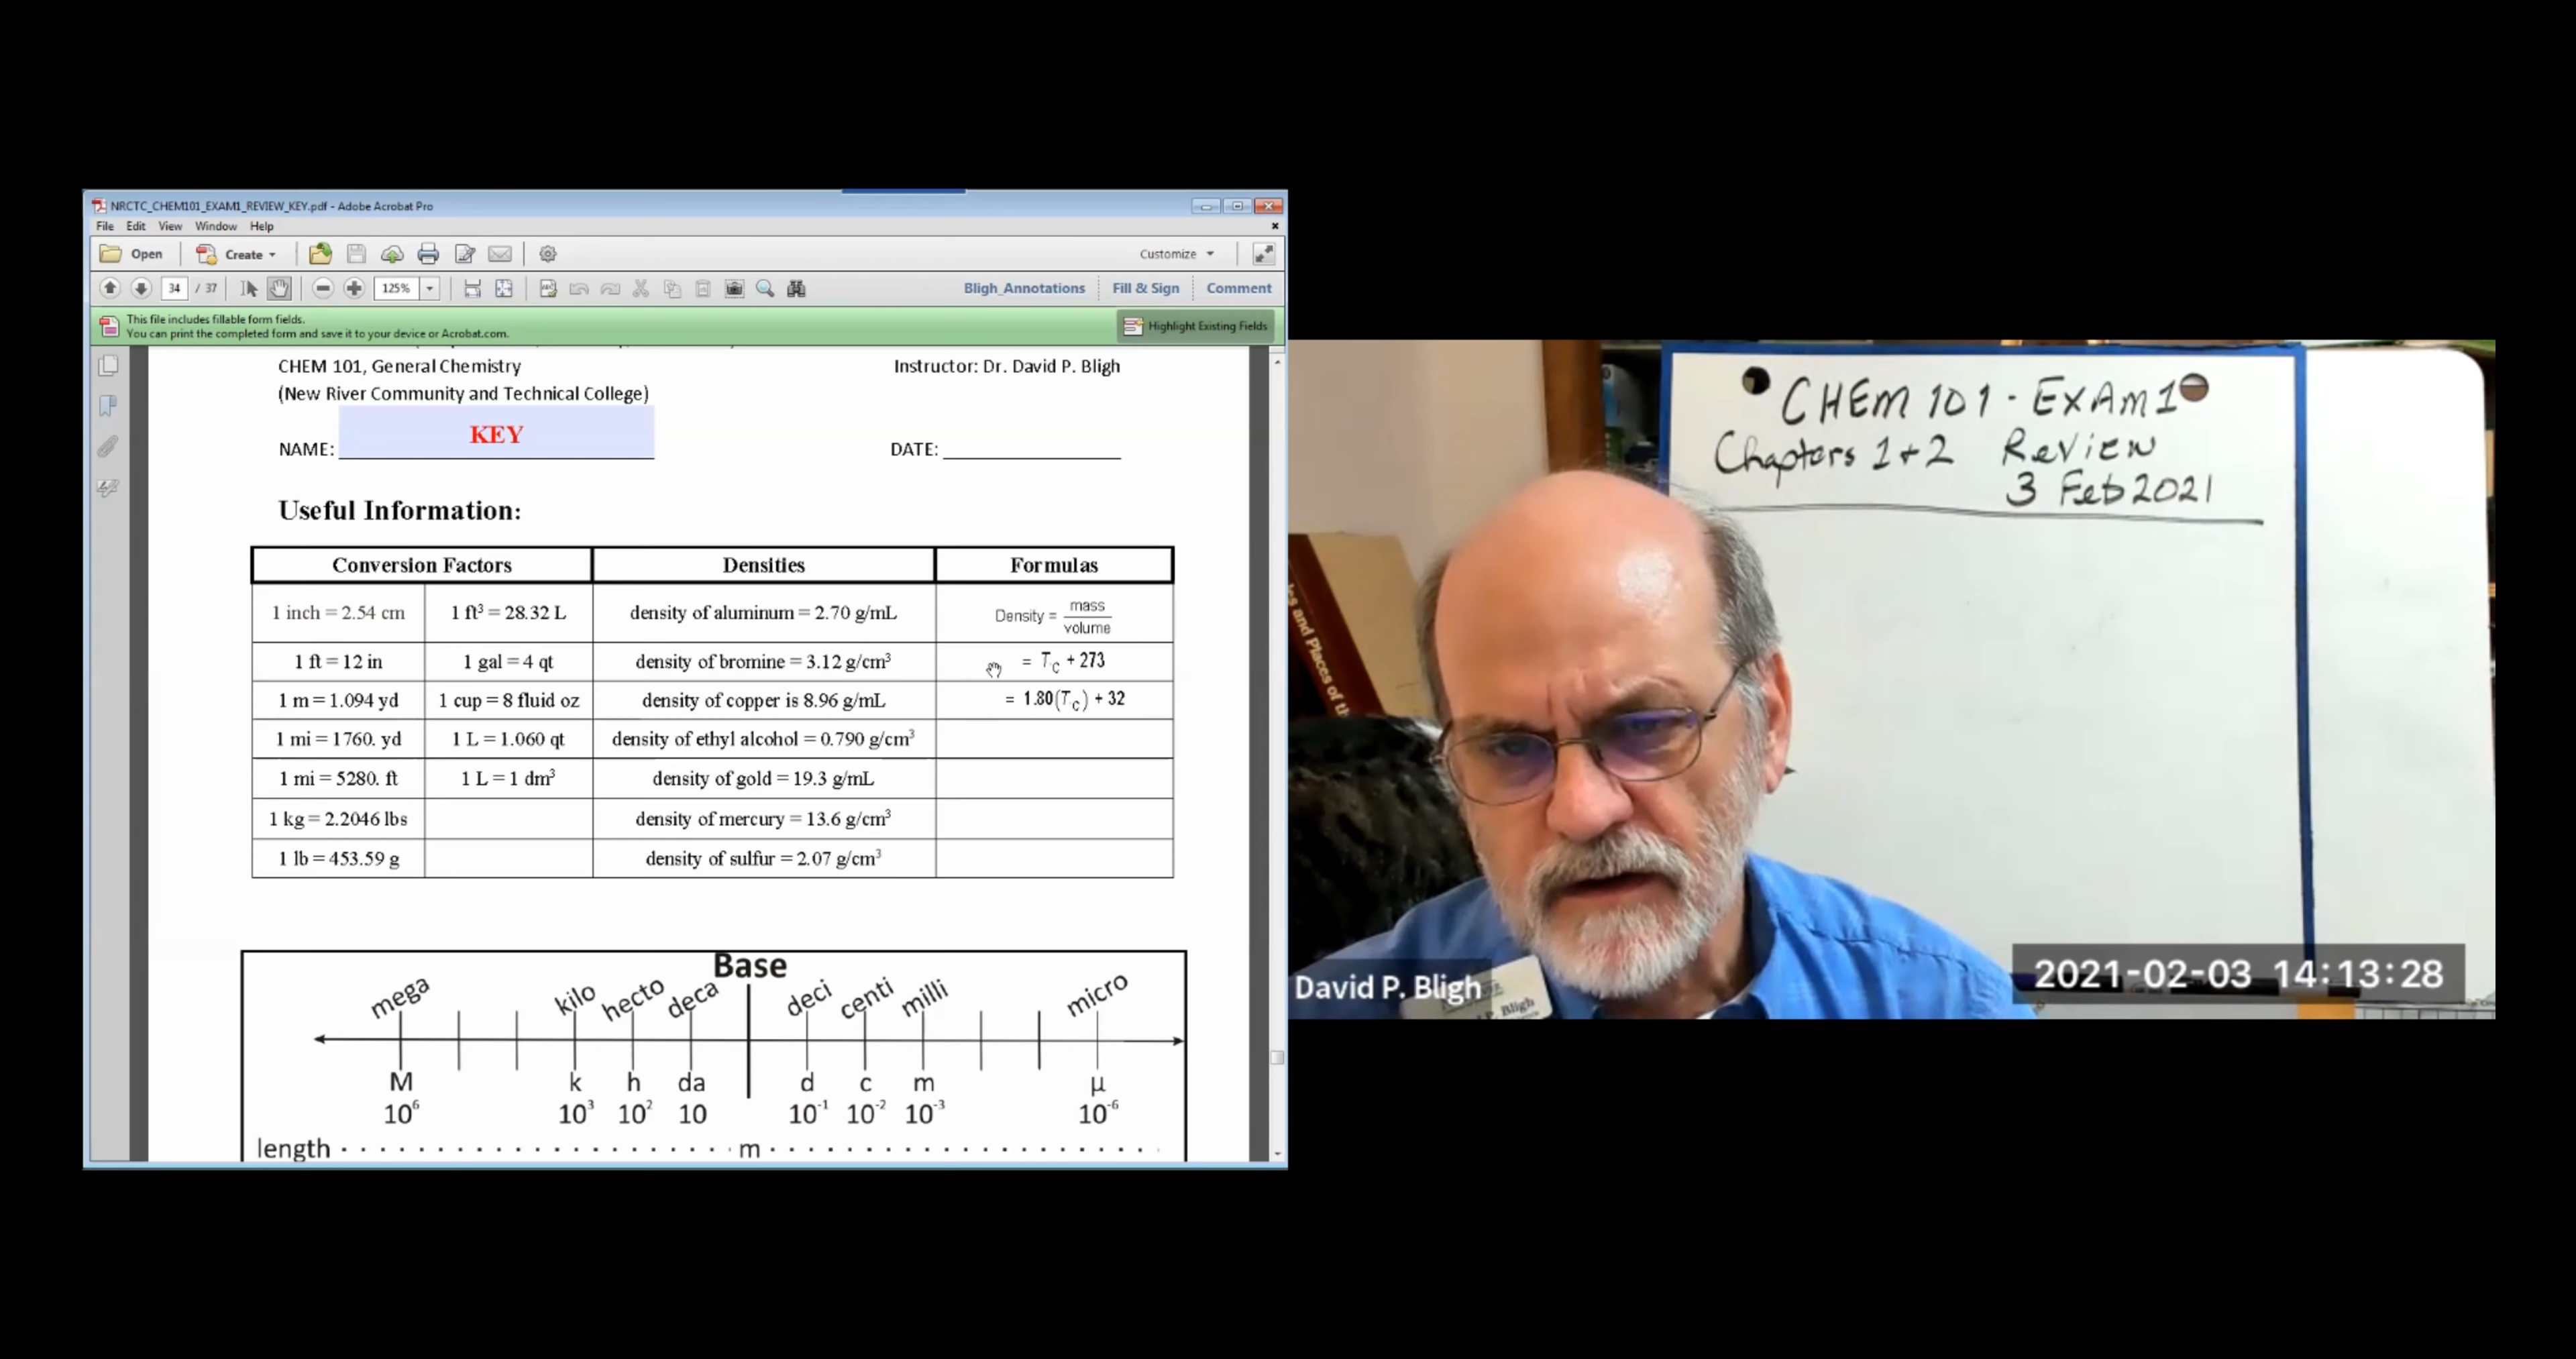 NRCTC_CHEM101_EXAM1_REVIEW_KEY.pdf - Adobe Acrobat Pro
File Edit View Window Help
Open Create Customize
34 / 37 125% Bligh_Annotations Fill & Sign Comment
This file includes fillable form fields.
You can print the completed form and save it to your device or Acrobat.com.
Highlight Existing Fields
CHEM 101, General Chemistry Instructor: Dr. David P. Bligh
(New River Community and Technical College)
NAME: KEY DATE:
Useful Information:
Conversion Factors Densities Formulas
1 inch = 2.54 cm 1 ft³ = 28.32 L density of aluminum = 2.70 g/mL Density = mass / volume
1 ft = 12 in 1 gal = 4 qt density of bromine = 3.12 g/cm³ = T_C + 273
1 m = 1.094 yd 1 cup = 8 fluid oz density of copper is 8.96 g/mL = 1.80(T_C) + 32
1 mi = 1760. yd 1 L = 1.060 qt density of ethyl alcohol = 0.790 g/cm³
1 mi = 5280. ft 1 L = 1 dm³ density of gold = 19.3 g/mL
1 kg = 2.2046 lbs density of mercury = 13.6 g/cm³
1 lb = 453.59 g density of sulfur = 2.07 g/cm³
Base
mega kilo hecto deca deci centi milli micro
M k h da d c m μ
10⁶ 10³ 10² 10 10⁻¹ 10⁻² 10⁻³ 10⁻⁶
length m
CHEM 101 - EXAM 1
Chapters 1 + 2 Review
3 Feb 2021
and Places of
David P. Bligh
P. Bligh
2021-02-03 14:13:28